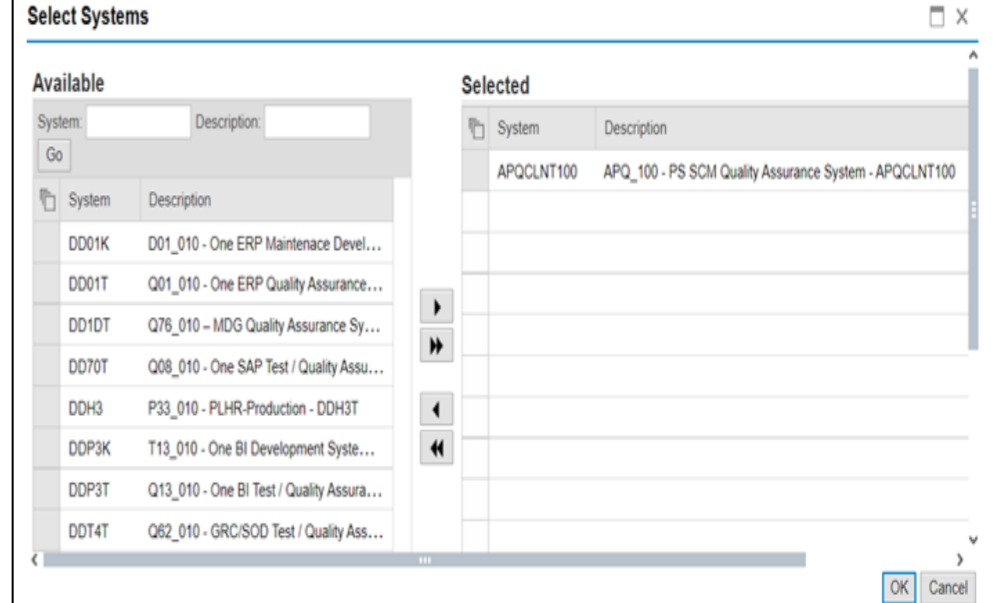 Select Systems
Available
System:
Description:
Go
System Description
DD01K D01_010 - One ERP Maintenace Devel...
DD01T Q01_010 - One ERP Quality Assurance...
DD1DT Q76_010 – MDG Quality Assurance Sy...
DD70T Q08_010 - One SAP Test / Quality Assu...
DDH3 P33_010 - PLHR-Production - DDH3T
DDP3K T13_010 - One BI Development Syste...
DDP3T Q13_010 - One BI Test / Quality Assura...
DDT4T Q62_010 - GRC/SOD Test / Quality Ass...
Selected
System Description
APQCLNT100 APQ_100 - PS SCM Quality Assurance System - APQCLNT100
OK Cancel